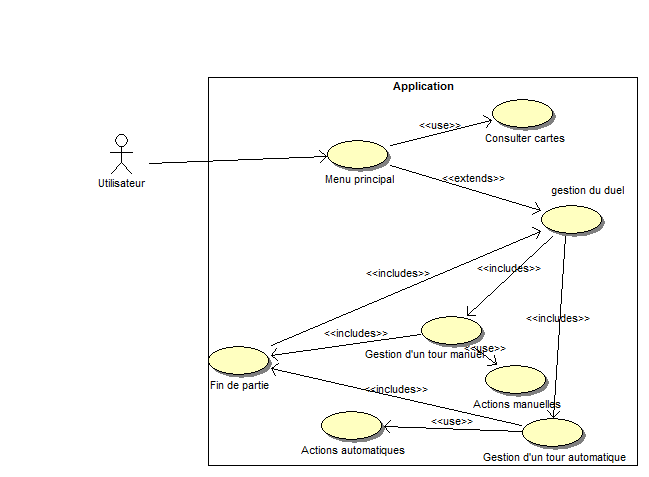 Application
<<use>>
Consulter cartes
Utilisateur
Menu principal
<<extends>>
gestion du duel
<<includes>>
<<includes>>
<<includes>>
<<includes>>
Gestion d'un tour manuel
<<use>>
Fin de partie
<<includes>>
Actions manuelles
<<use>>
Actions automatiques
Gestion d'un tour automatique